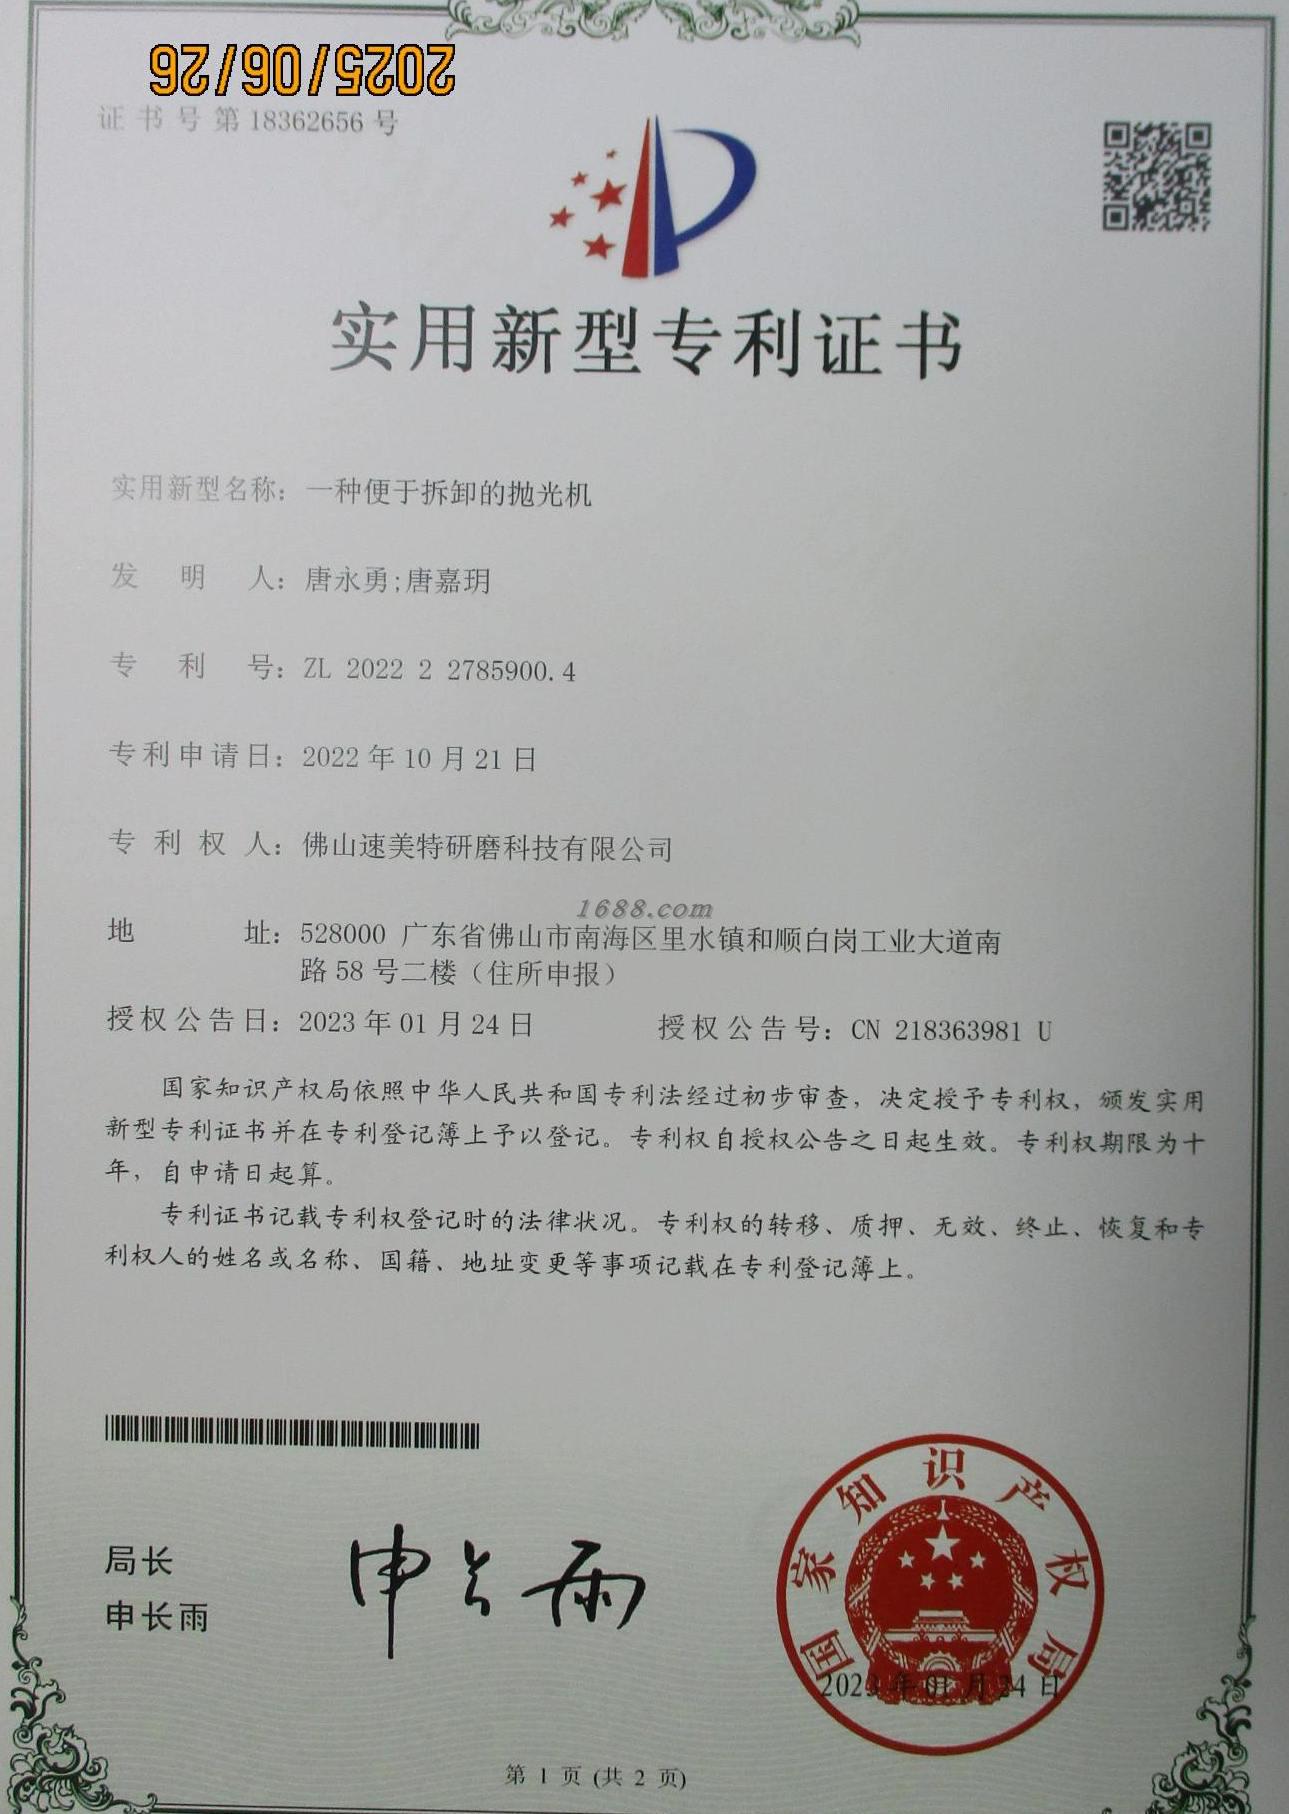 2025/06/26
证书号第18362656号
实用新型专利证书
实用新型名称：一种便于拆卸的抛光机
发明人：唐永勇;唐嘉玥
专利号：ZL 2022 2 2785900.4
专利申请日：2022年10月21日
专利权人：佛山速美特研磨科技有限公司
1688.com
地址：528000 广东省佛山市南海区里水镇和顺白岗工业大道南
路58号二楼（住所申报）
授权公告日：2023年01月24日 授权公告号：CN 218363981 U
国家知识产权局依照中华人民共和国专利法经过初步审查，决定授予专利权，颁发实用
新型专利证书并在专利登记簿上予以登记。专利权自授权公告之日起生效。专利权期限为十
年，自申请日起算。
专利证书记载专利权登记时的法律状况。专利权的转移、质押、无效、终止、恢复和专
利权人的姓名或名称、国籍、地址变更等事项记载在专利登记簿上。
局长
申长雨
申长雨
国家知识产权局
2023年01月24日
第 1 页 (共 2 页)